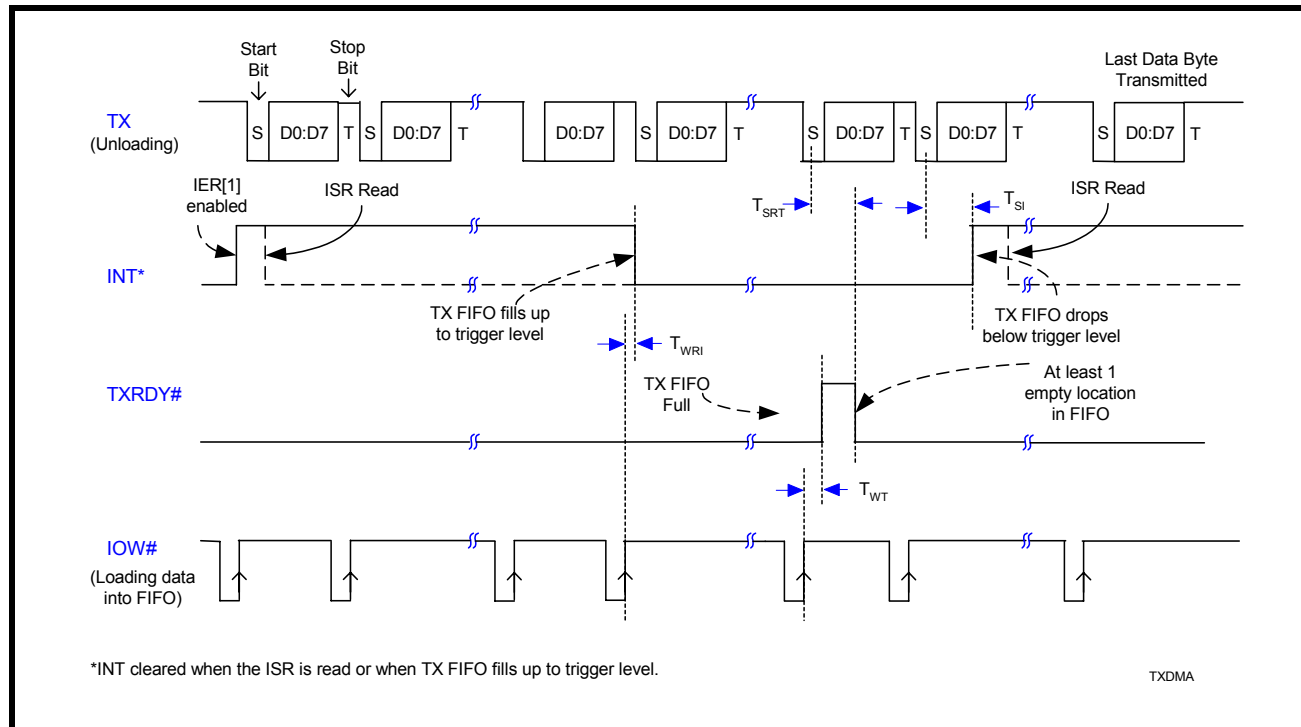 Start
Bit
Stop
Bit
Last Data Byte
Transmitted
TX
(Unloading)
S D0:D7 T S D0:D7 T D0:D7 S D0:D7 T S D0:D7 T S D0:D7 T S D0:D7 T
IER[1]
enabled
ISR Read
TSRT
TSI
ISR Read
INT*
TX FIFO fills up
to trigger level
TX FIFO drops
below trigger level
TWRI
TXRDY#
TX FIFO
Full
At least 1
empty location
in FIFO
TWT
IOW#
(Loading data
into FIFO)
*INT cleared when the ISR is read or when TX FIFO fills up to trigger level.
TXDMA